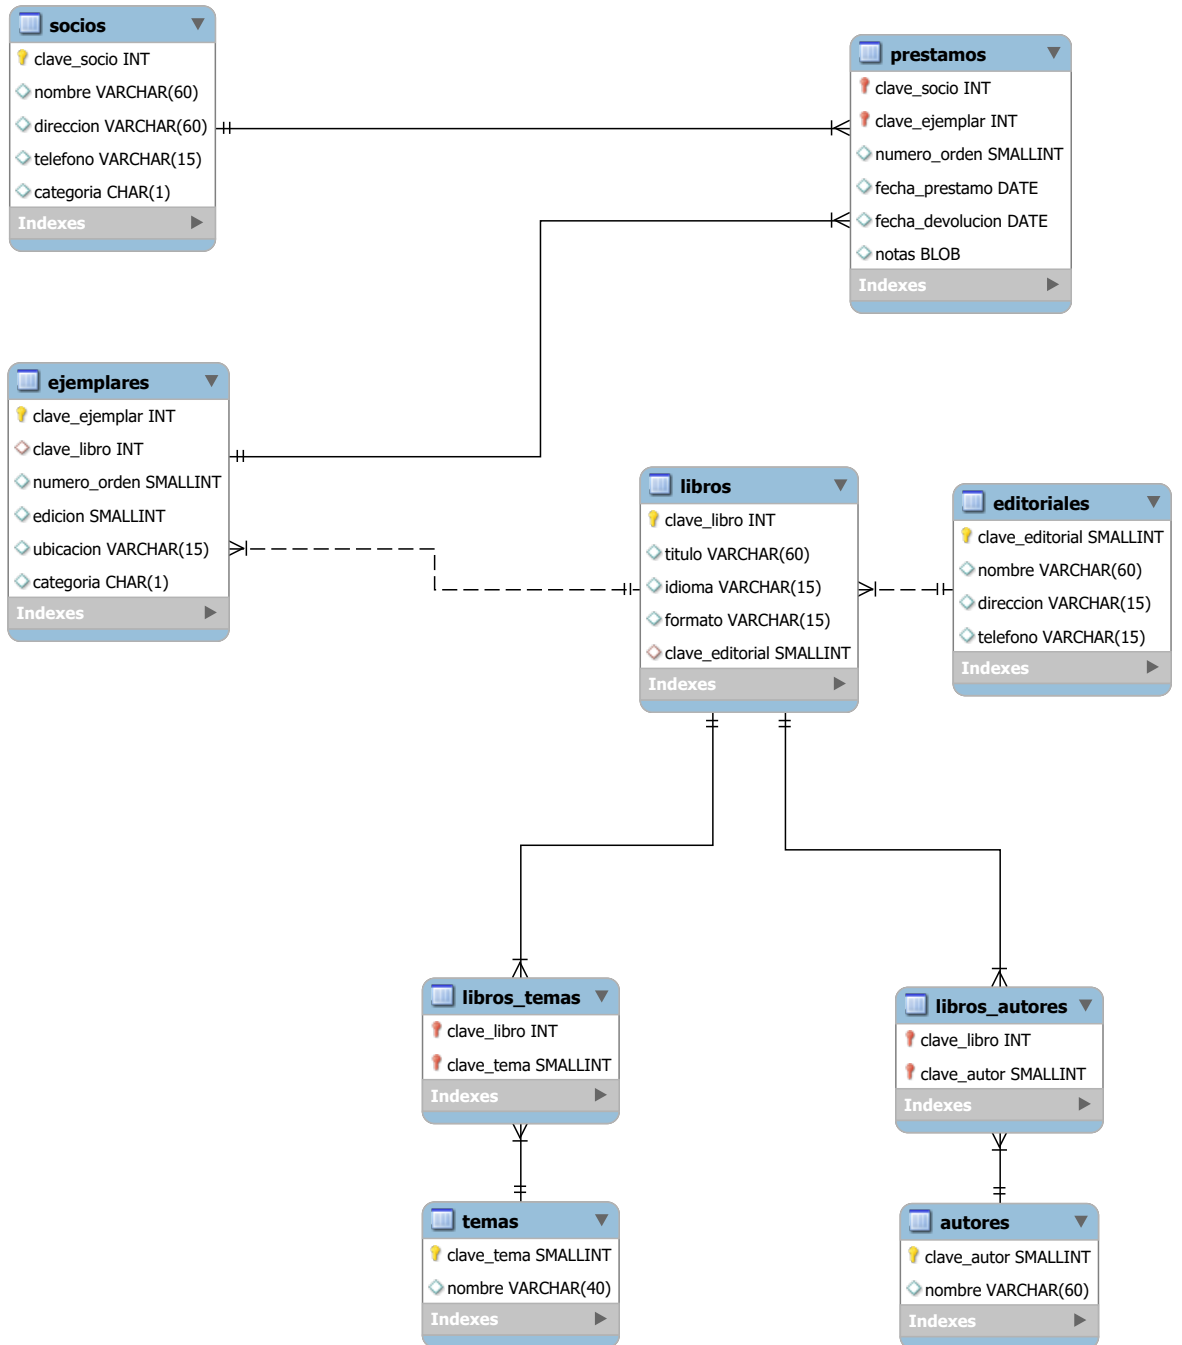 socios
clave_socio INT
nombre VARCHAR(60)
direccion VARCHAR(60)
telefono VARCHAR(15)
categoria CHAR(1)
Indexes
prestamos
clave_socio INT
clave_ejemplar INT
numero_orden SMALLINT
fecha_prestamo DATE
fecha_devolucion DATE
notas BLOB
Indexes
ejemplares
clave_ejemplar INT
clave_libro INT
numero_orden SMALLINT
edicion SMALLINT
ubicacion VARCHAR(15)
categoria CHAR(1)
Indexes
libros
clave_libro INT
titulo VARCHAR(60)
idioma VARCHAR(15)
formato VARCHAR(15)
clave_editorial SMALLINT
Indexes
editoriales
clave_editorial SMALLINT
nombre VARCHAR(60)
direccion VARCHAR(15)
telefono VARCHAR(15)
Indexes
libros_temas
clave_libro INT
clave_tema SMALLINT
Indexes
libros_autores
clave_libro INT
clave_autor SMALLINT
Indexes
temas
clave_tema SMALLINT
nombre VARCHAR(40)
Indexes
autores
clave_autor SMALLINT
nombre VARCHAR(60)
Indexes